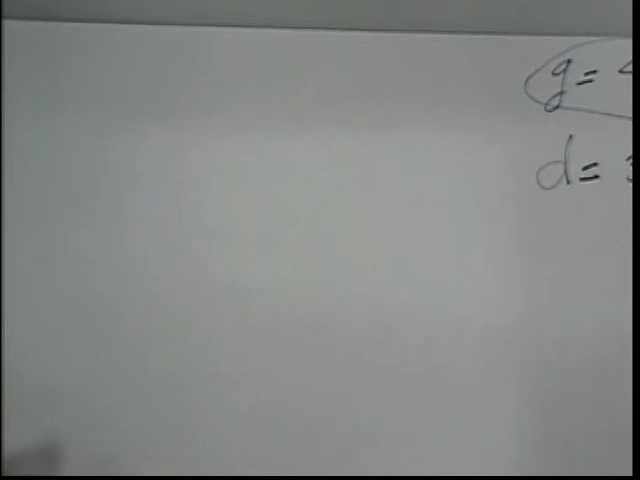 g =
d =